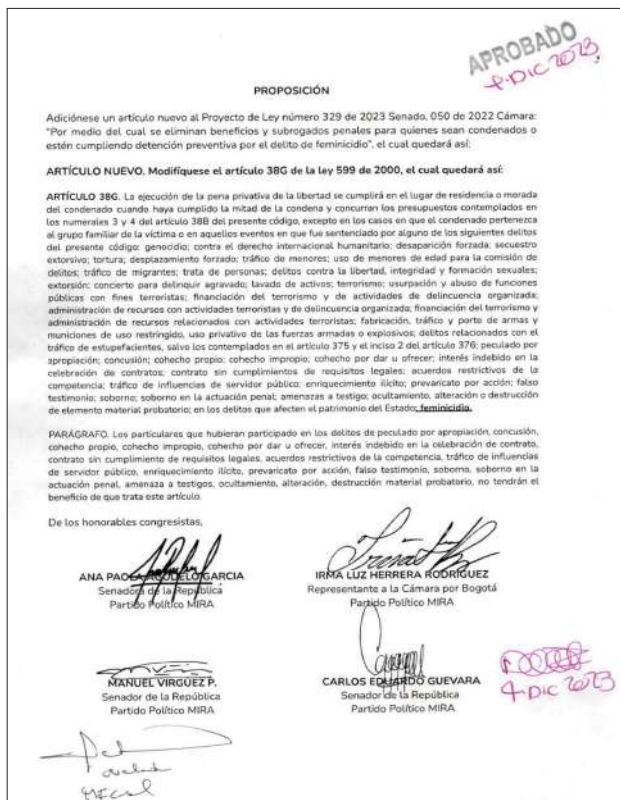 APROBADO
4·DIC 2023
PROPOSICIÓN
Adiciónese un artículo nuevo al Proyecto de Ley número 329 de 2023 Senado, 050 de 2022 Cámara:
"Por medio del cual se eliminan beneficios y subrogados penales para quienes sean condenados o
estén cumpliendo detención preventiva por el delito de feminicidio", el cual quedará así:
ARTÍCULO NUEVO. Modifíquese el artículo 38G de la ley 599 de 2000, el cual quedará así:
ARTÍCULO 38G. La ejecución de la pena privativa de la libertad se cumplirá en el lugar de residencia o morada
del condenado cuando haya cumplido la mitad de la condena y concurran los presupuestos contemplados en
los numerales 3 y 4 del artículo 38B del presente código, excepto en los casos en que el condenado pertenezca
al grupo familiar de la víctima o en aquellos eventos en que fue sentenciado por alguno de los siguientes delitos
del presente código: genocidio; contra el derecho internacional humanitario; desaparición forzada; secuestro
extorsivo; tortura; desplazamiento forzado; tráfico de menores; uso de menores de edad para la comisión de
delitos; tráfico de migrantes; trata de personas; delitos contra la libertad, integridad y formación sexuales;
extorsión; concierto para delinquir agravado; lavado de activos; terrorismo; usurpación y abuso de funciones
públicas con fines terroristas; financiación del terrorismo y de actividades de delincuencia organizada;
administración de recursos con actividades terroristas y de delincuencia organizada; financiación del terrorismo y
administración de recursos relacionados con actividades terroristas; fabricación, tráfico y porte de armas y
municiones de uso restringido, uso privativo de las fuerzas armadas o explosivos; delitos relacionados con el
tráfico de estupefacientes, salvo los contemplados en el artículo 375 y el inciso 2 del artículo 376; peculado por
apropiación; concusión; cohecho propio; cohecho impropio; cohecho por dar u ofrecer; interés indebido en la
celebración de contratos; contrato sin cumplimientos de requisitos legales; acuerdos restrictivos de la
competencia; tráfico de influencias de servidor público; enriquecimiento ilícito; prevaricato por acción; falso
testimonio; soborno; soborno en la actuación penal; amenazas a testigo; ocultamiento, alteración o destrucción
de elemento material probatorio; en los delitos que afecten el patrimonio del Estado; feminicidio.
PARÁGRAFO. Los particulares que hubieran participado en los delitos de peculado por apropiación, concusión,
cohecho propio, cohecho impropio, cohecho por dar u ofrecer, interés indebido en la celebración de contrato,
contrato sin cumplimiento de requisitos legales, acuerdos restrictivos de la competencia, tráfico de influencias
de servidor público, enriquecimiento ilícito, prevaricato por acción, falso testimonio, soborno, soborno en la
actuación penal, amenaza a testigos, ocultamiento, alteración, destrucción material probatorio, no tendrán el
beneficio de que trata este artículo.
De los honorables congresistas,
ANA PAOLA AGUDELO GARCIA
Senadora de la República
Partido Político MIRA
IRMA LUZ HERRERA RODRÍGUEZ
Representante a la Cámara por Bogotá
Partido Político MIRA
MANUEL VIRGÜEZ P.
Senador de la República
Partido Político MIRA
CARLOS EDUARDO GUEVARA
Senador de la República
Partido Político MIRA
4 DIC 2023